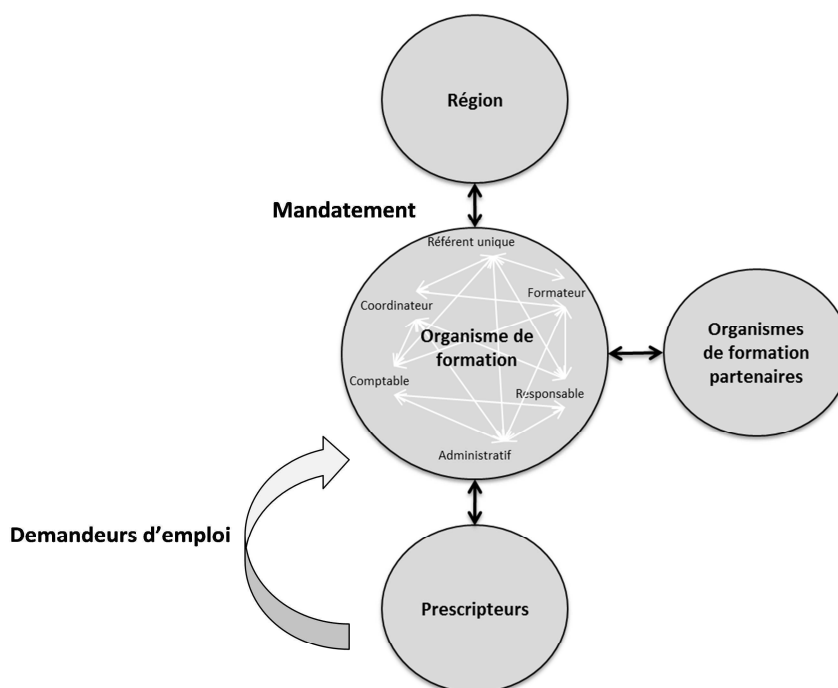 Région
Mandatement
Référent unique
Formateur
Coordinateur
Organisme de
formation
Comptable
Responsable
Administratif
Organismes
de formation
partenaires
Demandeurs d’emploi
Prescripteurs